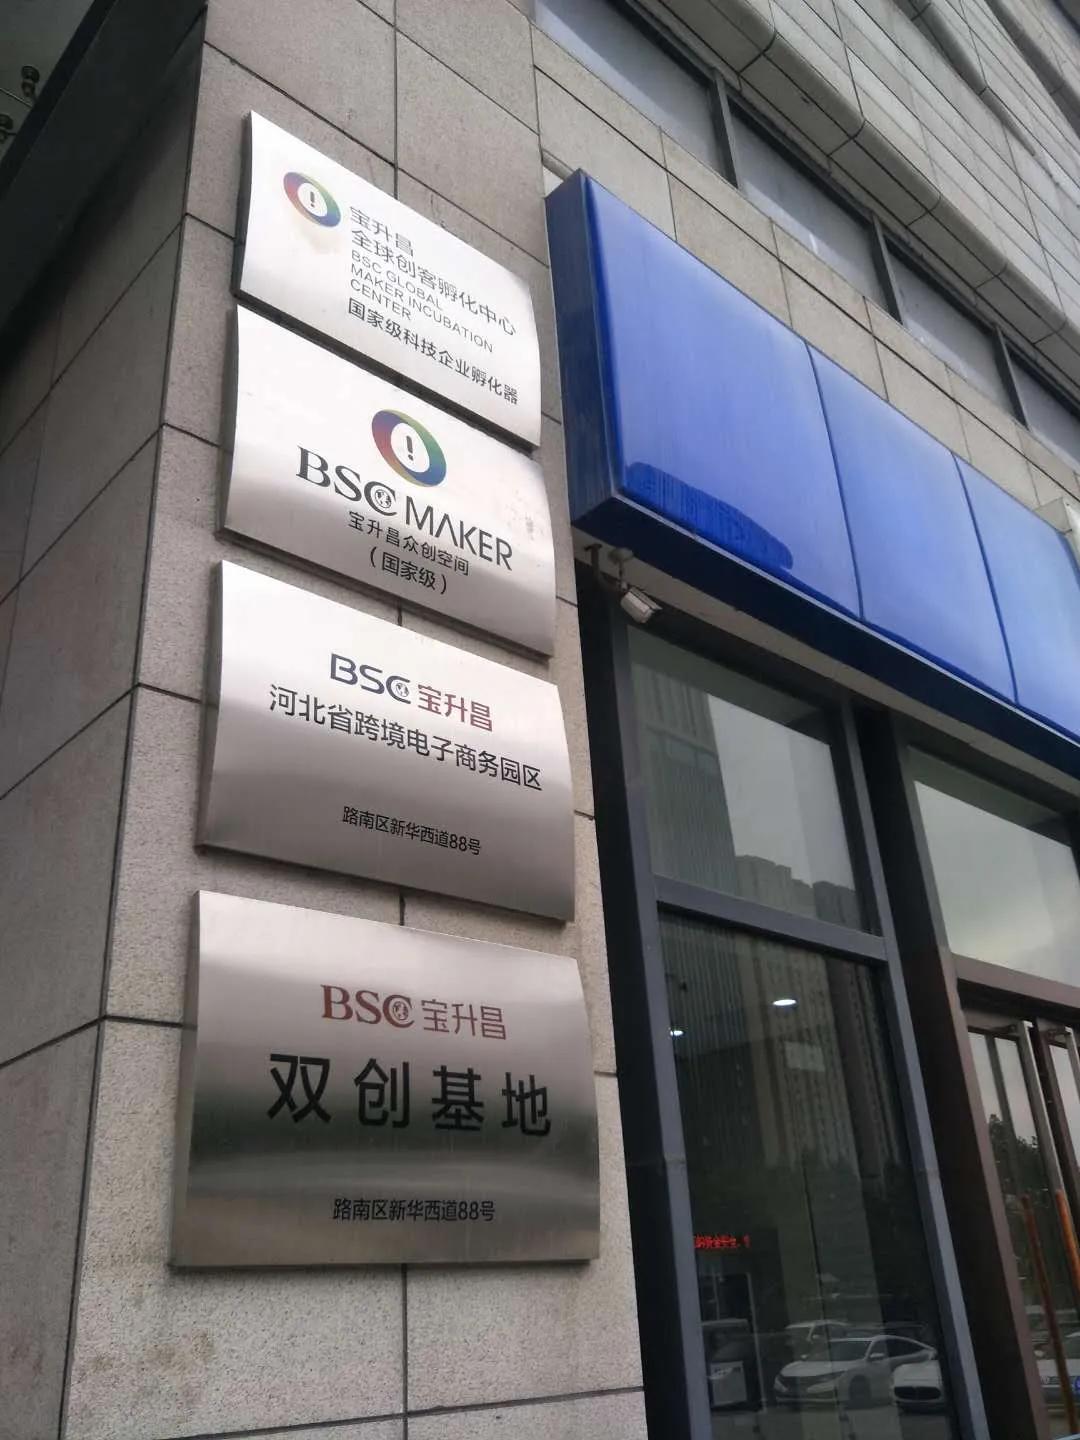 宝升昌
全球创客孵化中心
BSC GLOBAL
MAKER INCUBATION
CENTER
国家级科技企业孵化器
BSC MAKER
宝升昌众创空间
（国家级）
BSC 宝升昌
河北省跨境电子商务园区
路南区新华西道88号
BSC 宝升昌
双创基地
路南区新华西道88号